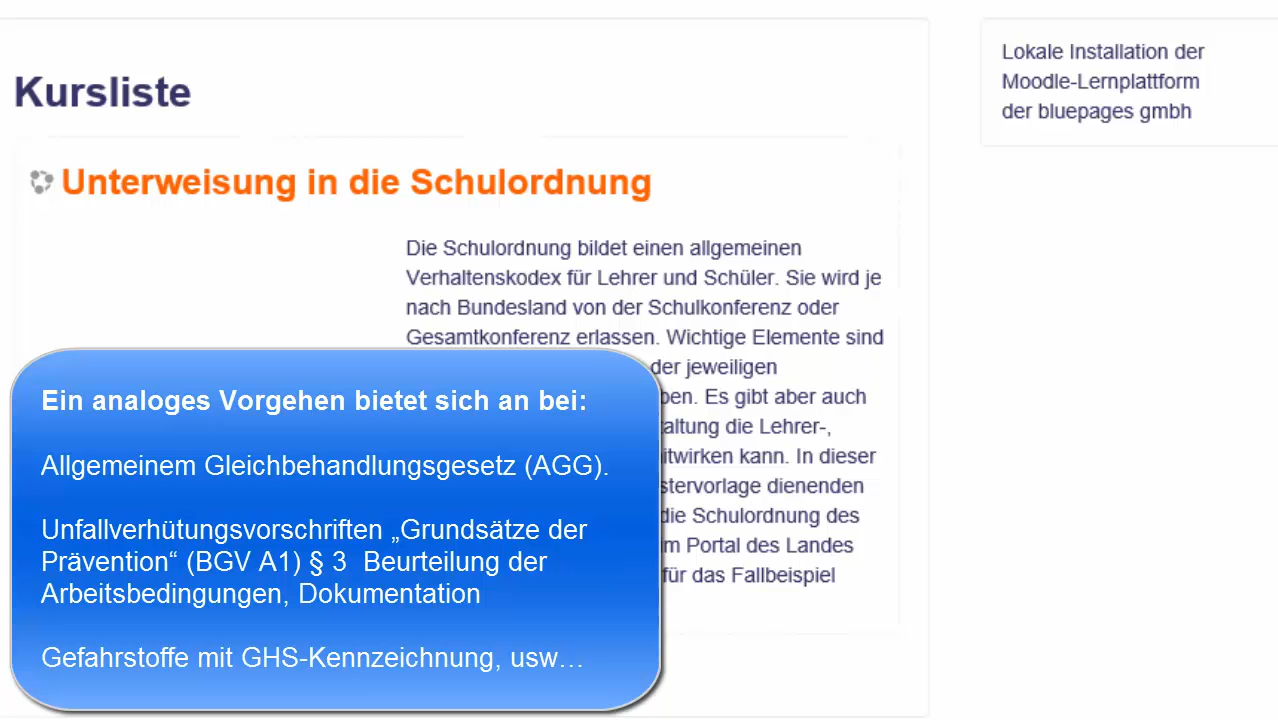 Kursliste
Unterweisung in die Schulordnung
Die Schulordnung bildet einen allgemeinen
Verhaltenskodex für Lehrer und Schüler. Sie wird je
nach Bundesland von der Schulkonferenz oder
Gesamtkonferenz erlassen. Wichtige Elemente sind
der jeweiligen
Es gibt aber auch
die Lehrer-,
kann. In dieser
dienenden
die Schulordnung des
Portal des Landes
für das Fallbeispiel
Ein analoges Vorgehen bietet sich an bei:
Allgemeinem Gleichbehandlungsgesetz (AGG).
Unfallverhütungsvorschriften „Grundsätze der
Prävention“ (BGV A1) § 3 Beurteilung der
Arbeitsbedingungen, Dokumentation
Gefahrstoffe mit GHS-Kennzeichnung, usw…
Lokale Installation der
Moodle-Lernplattform
der bluepages gmbh